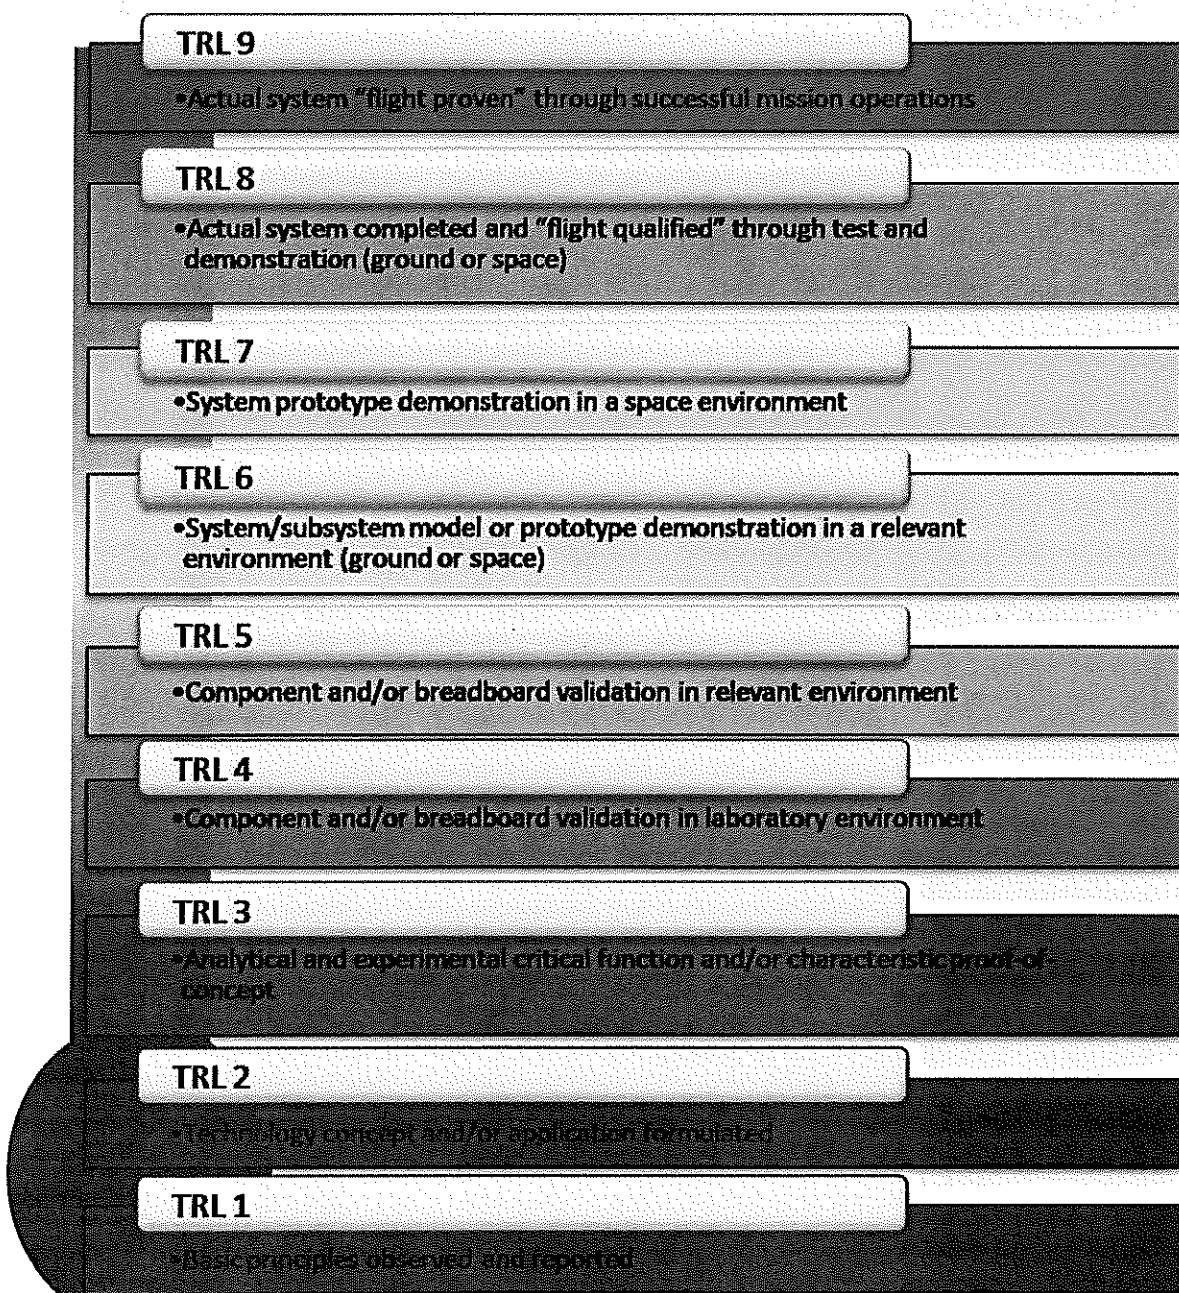 TRL 9
•Actual system “flight proven” through successful mission operations
TRL 8
•Actual system completed and “flight qualified” through test and
demonstration (ground or space)
TRL 7
•System prototype demonstration in a space environment
TRL 6
•System/subsystem model or prototype demonstration in a relevant
environment (ground or space)
TRL 5
•Component and/or breadboard validation in relevant environment
TRL 4
•Component and/or breadboard validation in laboratory environment
TRL 3
•Analytical and experimental critical function and/or characteristic proof-of-
concept
TRL 2
•Technology concept and/or application formulated
TRL 1
•Basic principles observed and reported